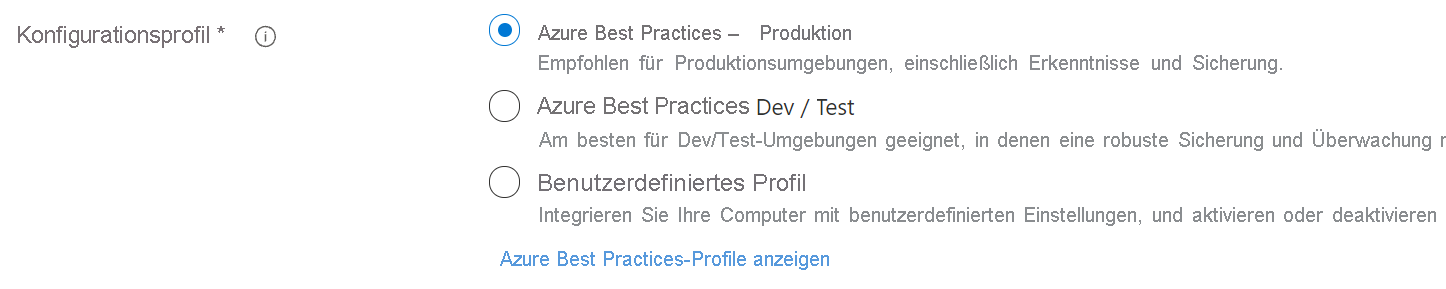 Konfigurationsprofil *
Azure Best Practices – Produktion
Empfohlen für Produktionsumgebungen, einschließlich Erkenntnisse und Sicherung.
Azure Best Practices Dev / Test
Am besten für Dev/Test-Umgebungen geeignet, in denen eine robuste Sicherung und Überwachung
Benutzerdefiniertes Profil
Integrieren Sie Ihre Computer mit benutzerdefinierten Einstellungen, und aktivieren oder deaktivieren
Azure Best Practices-Profile anzeigen